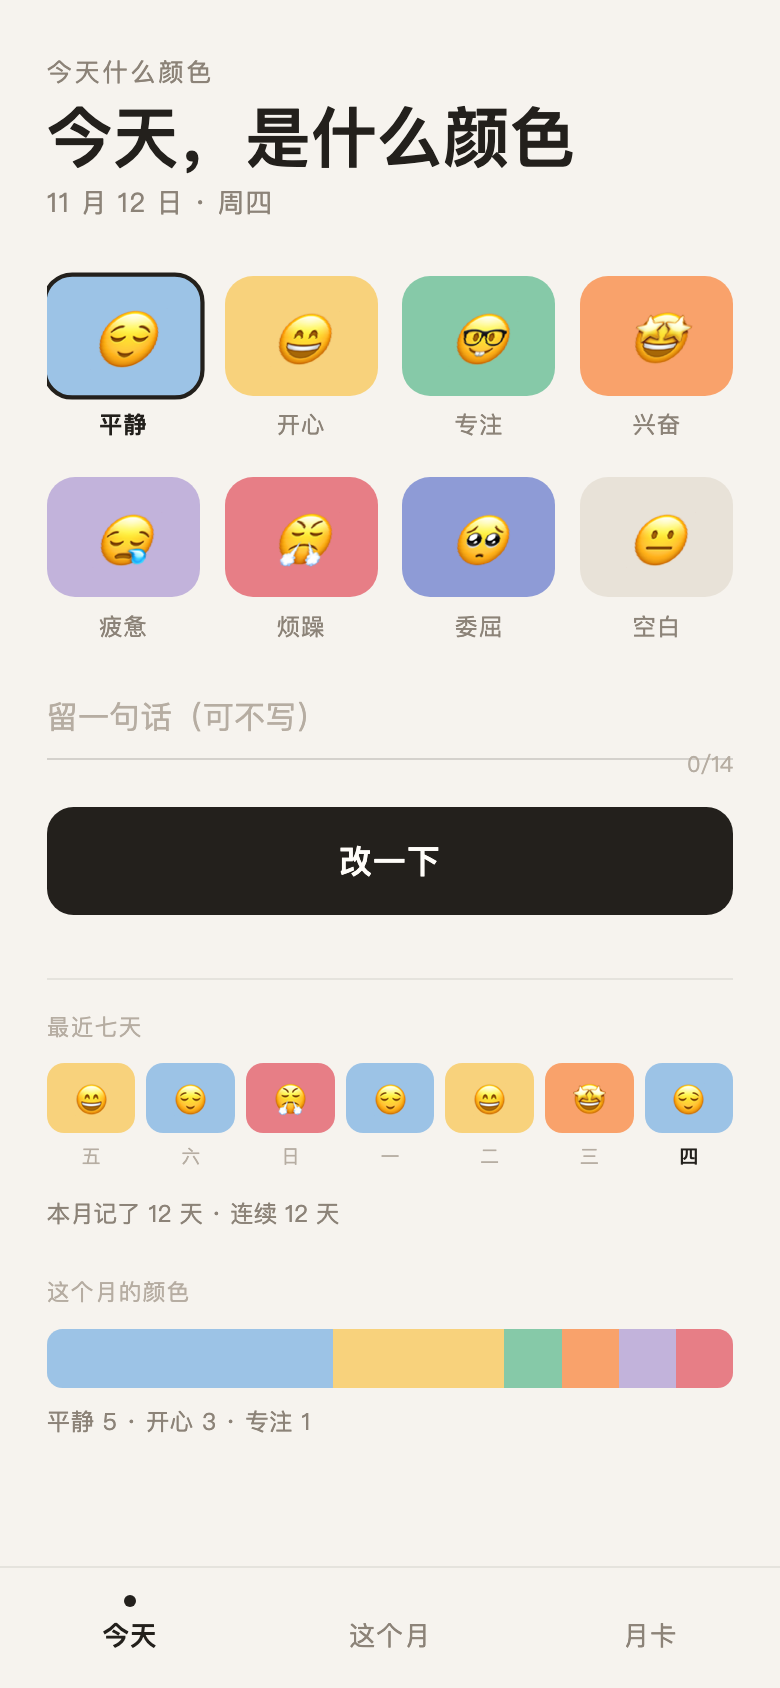 今天什么颜色
今天，是什么颜色
11 月 12 日 · 周四
平静 开心 专注 兴奋
疲惫 烦躁 委屈 空白
留一句话（可不写）
0/14
改一下
最近七天
五 六 日 一 二 三 四
本月记了 12 天 · 连续 12 天
这个月的颜色
平静 5 · 开心 3 · 专注 1
今天 这个月 月卡